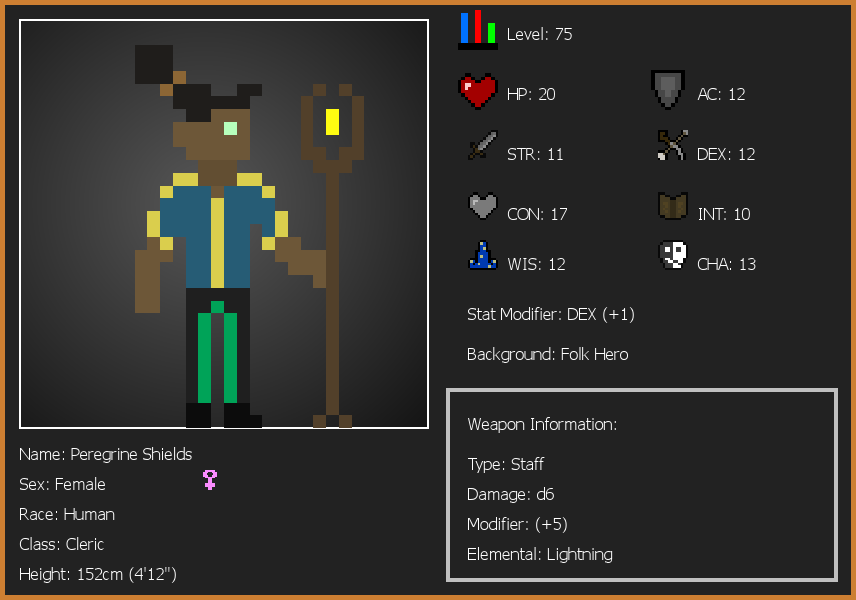 Level: 75
HP: 20
AC: 12
STR: 11
DEX: 12
CON: 17
INT: 10
WIS: 12
CHA: 13
Stat Modifier: DEX (+1)
Background: Folk Hero
Weapon Information:
Type: Staff
Damage: d6
Modifier: (+5)
Elemental: Lightning
Name: Peregrine Shields
Sex: Female
Race: Human
Class: Cleric
Height: 152cm (4'12")